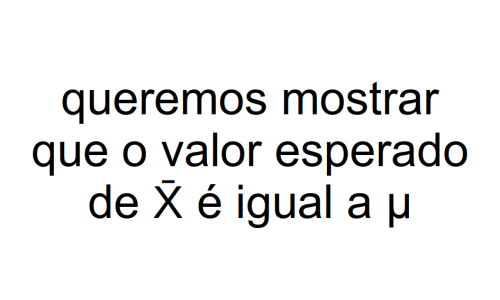 queremos mostrar
que o valor esperado
de X̄ é igual a μ